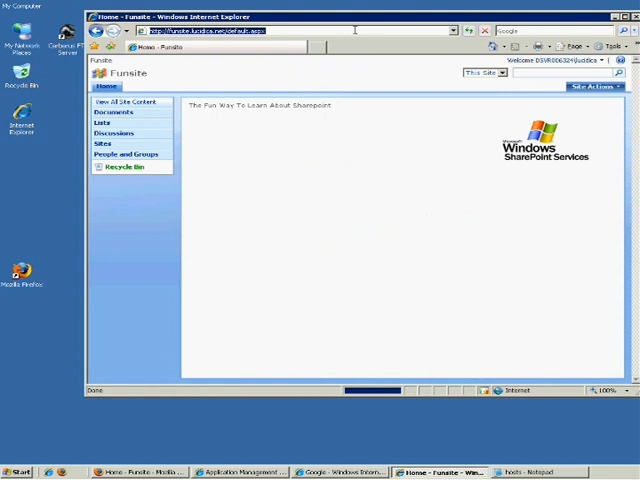 My Computer
Home - Funsite - Windows Internet Explorer
http://funsite.lucidica.net/default.aspx
Google
My Network Places
Cerberus FTP Server
Home - Funsite
Page
Tools
Funsite
Welcome DSVR006324\lucidica
Funsite
This Site
Home
Site Actions
Recycle Bin
View All Site Content
Documents
Lists
Discussions
Sites
People and Groups
Recycle Bin
The Fun Way To Learn About Sharepoint
Microsoft
Windows
SharePoint Services
Internet Explorer
Mozilla Firefox
Done
Internet
100%
Start
Home - Funsite - Mozilla ...
Application Management ...
Google - Windows Intern...
Home - Funsite - Win...
hosts - Notepad